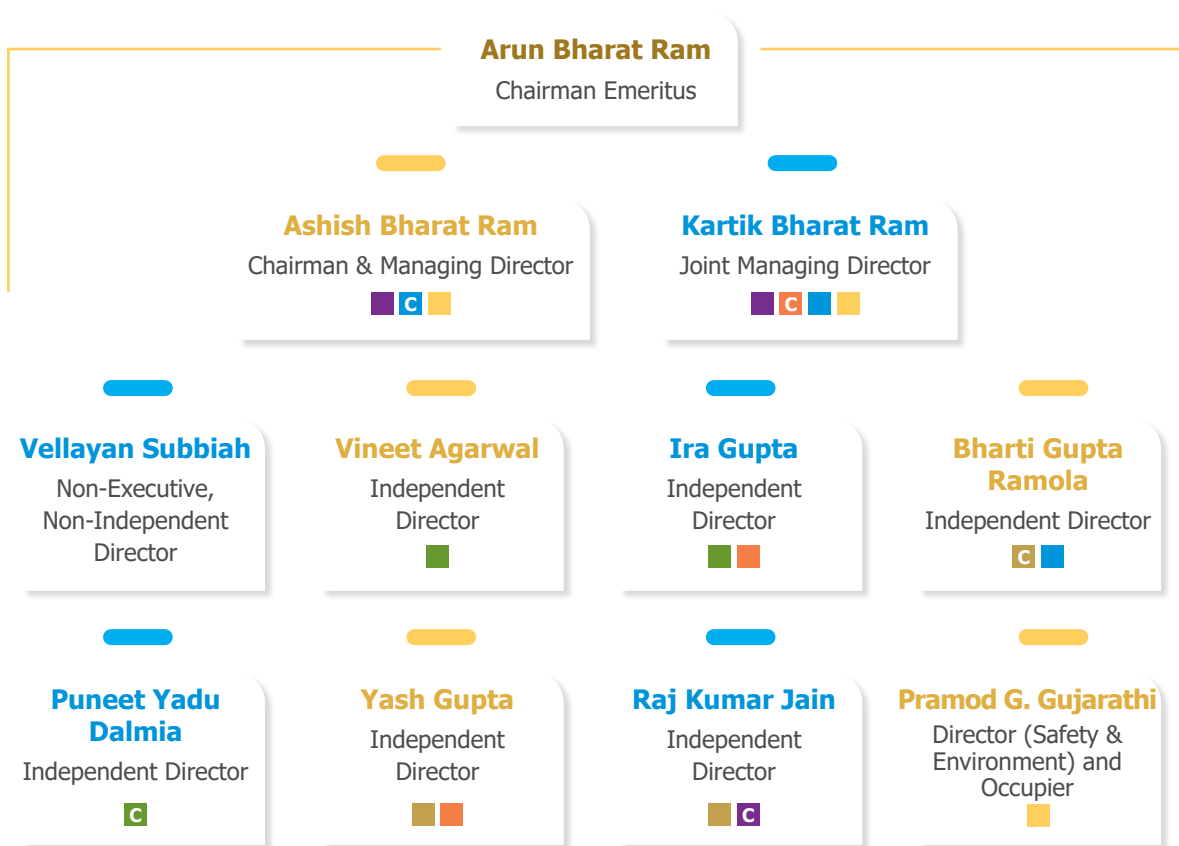 Arun Bharat Ram
Chairman Emeritus
Ashish Bharat Ram
Chairman & Managing Director
C
Kartik Bharat Ram
Joint Managing Director
C
Vellayan Subbiah
Non-Executive,
Non-Independent
Director
Vineet Agarwal
Independent
Director
Ira Gupta
Independent
Director
Bharti Gupta
Ramola
Independent Director
C
Puneet Yadu
Dalmia
Independent Director
C
Yash Gupta
Independent
Director
Raj Kumar Jain
Independent
Director
C
Pramod G. Gujarathi
Director (Safety &
Environment) and
Occupier